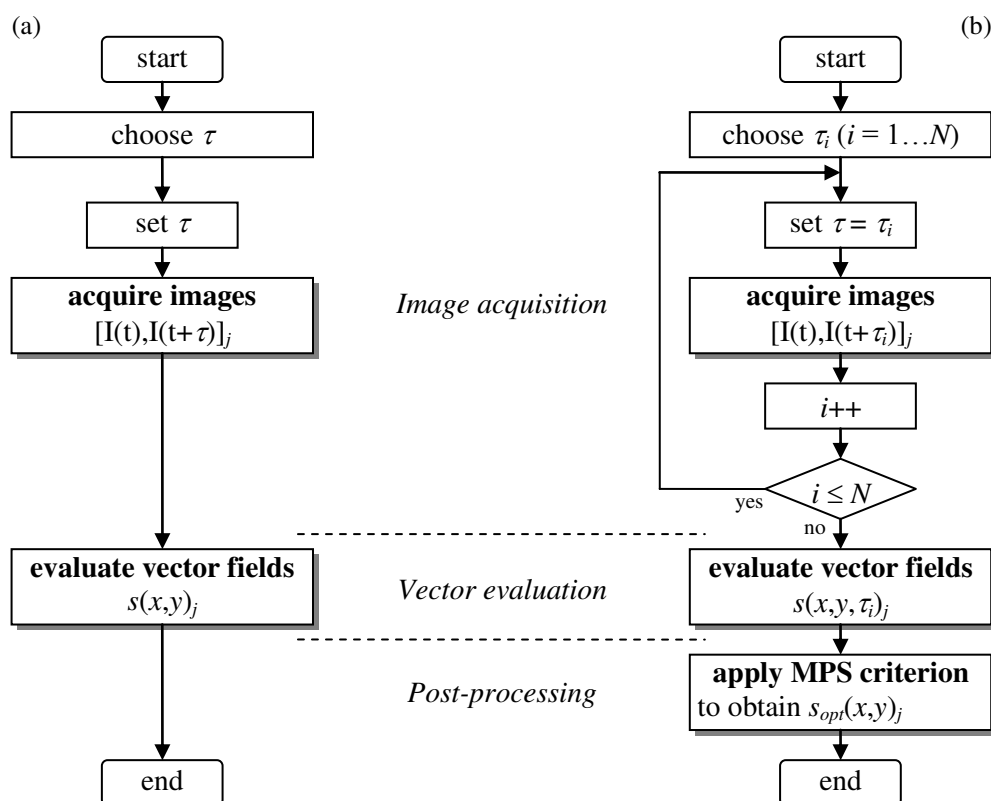 (a)
start
choose τ
set τ
acquire images
[I(t),I(t+τ)]j
evaluate vector fields
s(x,y)j
end
Image acquisition
Vector evaluation
Post-processing
(b)
start
choose τi (i = 1…N)
set τ = τi
acquire images
[I(t),I(t+τi)]j
i++
i ≤ N
yes
no
evaluate vector fields
s(x,y,τi)j
apply MPS criterion
to obtain sopt(x,y)j
end